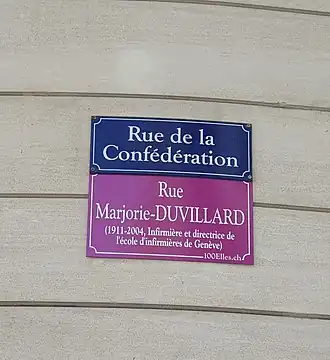 Rue de la
Confédération
Rue
Marjorie-DUVILLARD
(1911-2004, Infirmière et directrice de
l'école d'infirmières de Genève)
100Elles.ch